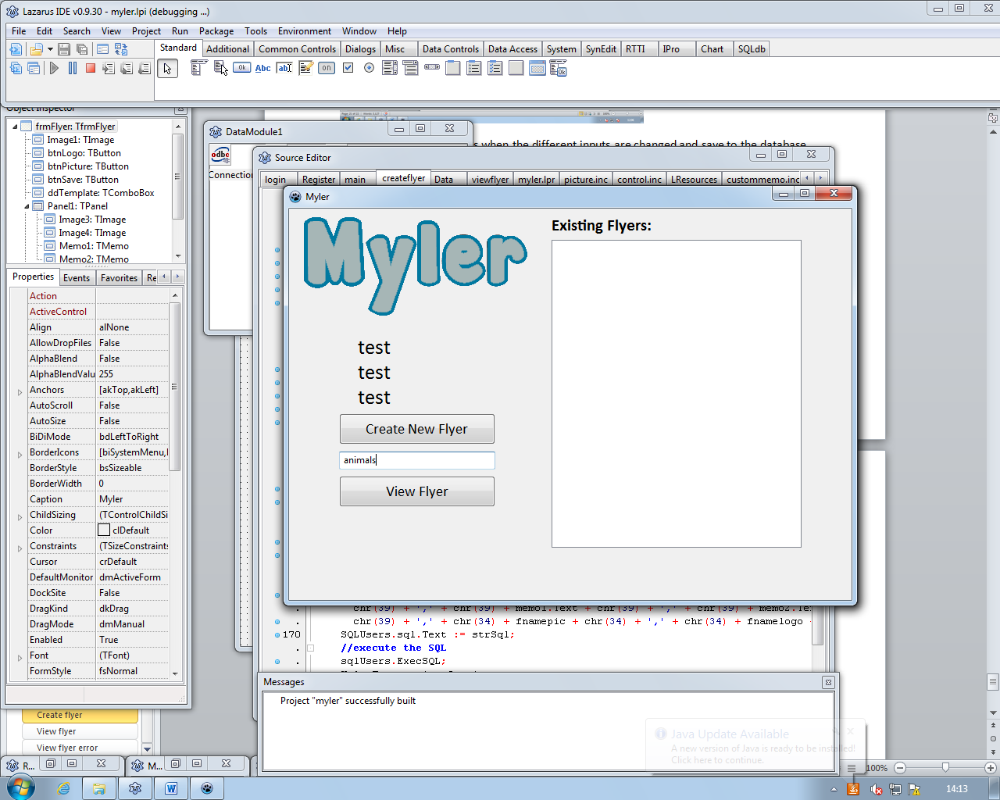 Lazarus IDE v0.9.30 - myler.lpi (debugging ...)
File Edit Search View Project Run Package Tools Environment Window Help
Standard Additional Common Controls Dialogs Misc Data Controls Data Access System SynEdit RTTI IPro Chart SQLdb
Object Inspector
frmFlyer: TfrmFlyer
Image1: TImage
btnLogo: TButton
btnPicture: TButton
btnSave: TButton
ddTemplate: TComboBox
Panel1: TPanel
Image3: TImage
Image4: TImage
Memo1: TMemo
Memo2: TMemo
Properties Events Favorites Re
Action
ActiveControl
Align alNone
AllowDropFiles False
AlphaBlend False
AlphaBlendValu 255
Anchors [akTop,akLeft]
AutoScroll False
AutoSize False
BiDiMode bdLeftToRight
BorderIcons [biSystemMenu,
BorderStyle bsSizeable
BorderWidth 0
Caption Myler
ChildSizing (TControlChildSi
Color clDefault
Constraints (TSizeConstraints
Cursor crDefault
DefaultMonitor dmActiveForm
DockSite False
DragKind dkDrag
DragMode dmManual
Enabled True
Font (TFont)
FormStyle fsNormal
Create flyer
View flyer
View flyer error
R...
M...
DataModule1
odbc
Connection
s when the different inputs are changed and save to the database
Source Editor
login Register main createflyer Data viewflyer myler.lpr picture.inc control.inc LResources custommemo.inc
Myler
Myler
test
test
test
Create New Flyer
animals
View Flyer
Existing Flyers:
chr(39) + ',' + chr(39) + memo1.Text + chr(39) + ',' + chr(39) + memo2.Te
chr(39) + ',' + chr(34) + fnamepic + chr(34) + ',' + chr(34) + fnamelogo
170 SQLUsers.sql.Text := strSql;
//execute the SQL
sqlUsers.ExecSQL;
Messages
Project "myler" successfully built
Java Update Available
A new version of Java is ready to be installed!
Click here to continue.
100%
14:13